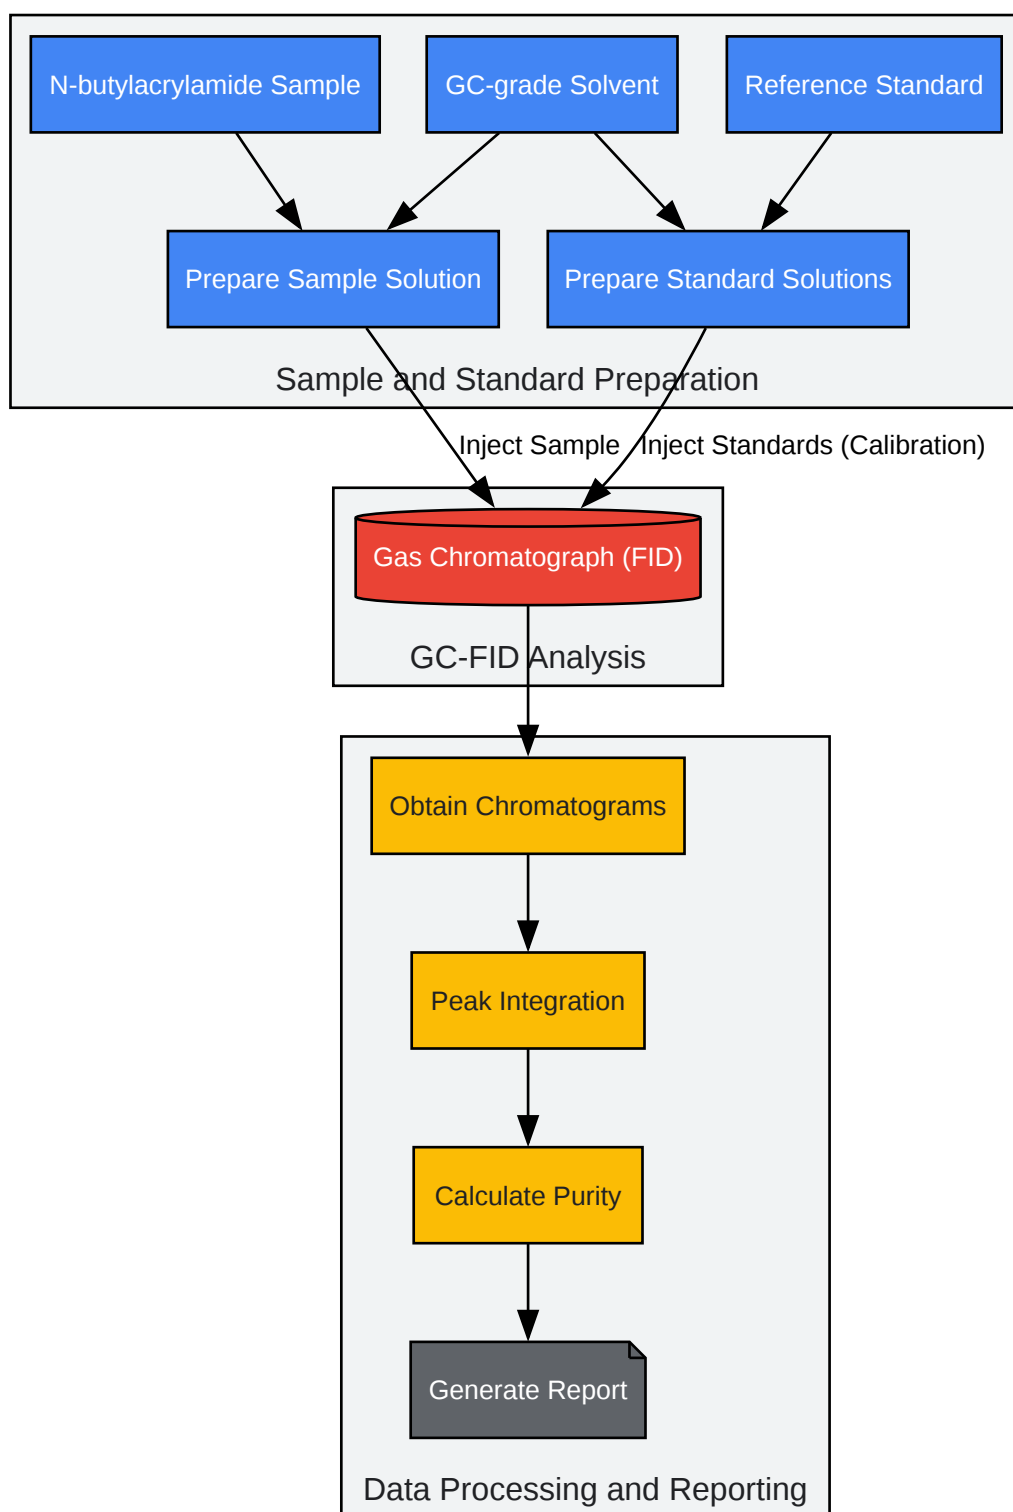 N-butylacrylamide Sample
GC-grade Solvent
Reference Standard
Prepare Sample Solution
Prepare Standard Solutions
Sample and Standard Preparation
Inject Sample
Inject Standards (Calibration)
Gas Chromatograph (FID)
GC-FID Analysis
Obtain Chromatograms
Peak Integration
Calculate Purity
Generate Report
Data Processing and Reporting